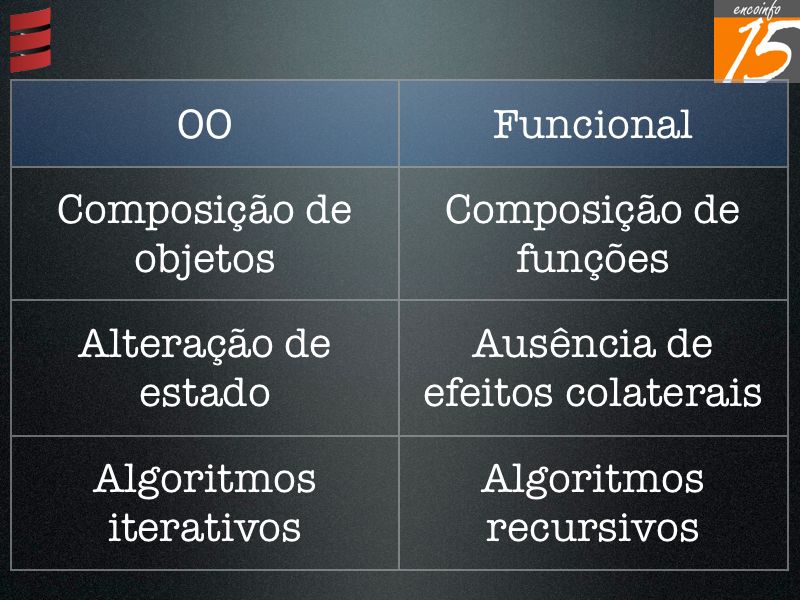 encoinfo
15
OO
Funcional
Composição de
objetos
Composição de
funções
Alteração de
estado
Ausência de
efeitos colaterais
Algoritmos
iterativos
Algoritmos
recursivos